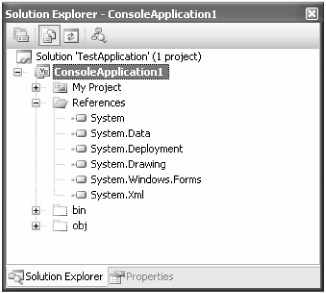 Solution Explorer - ConsoleApplication1
Solution 'TestApplication' (1 project)
ConsoleApplication1
My Project
References
System
System.Data
System.Deployment
System.Drawing
System.Windows.Forms
System.Xml
bin
obj
Solution Explorer Properties